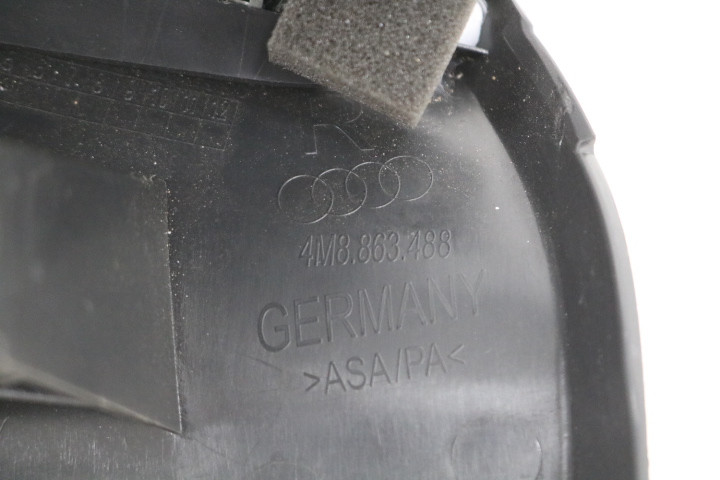 R
4M8.863.488
GERMANY
>ASA/PA<